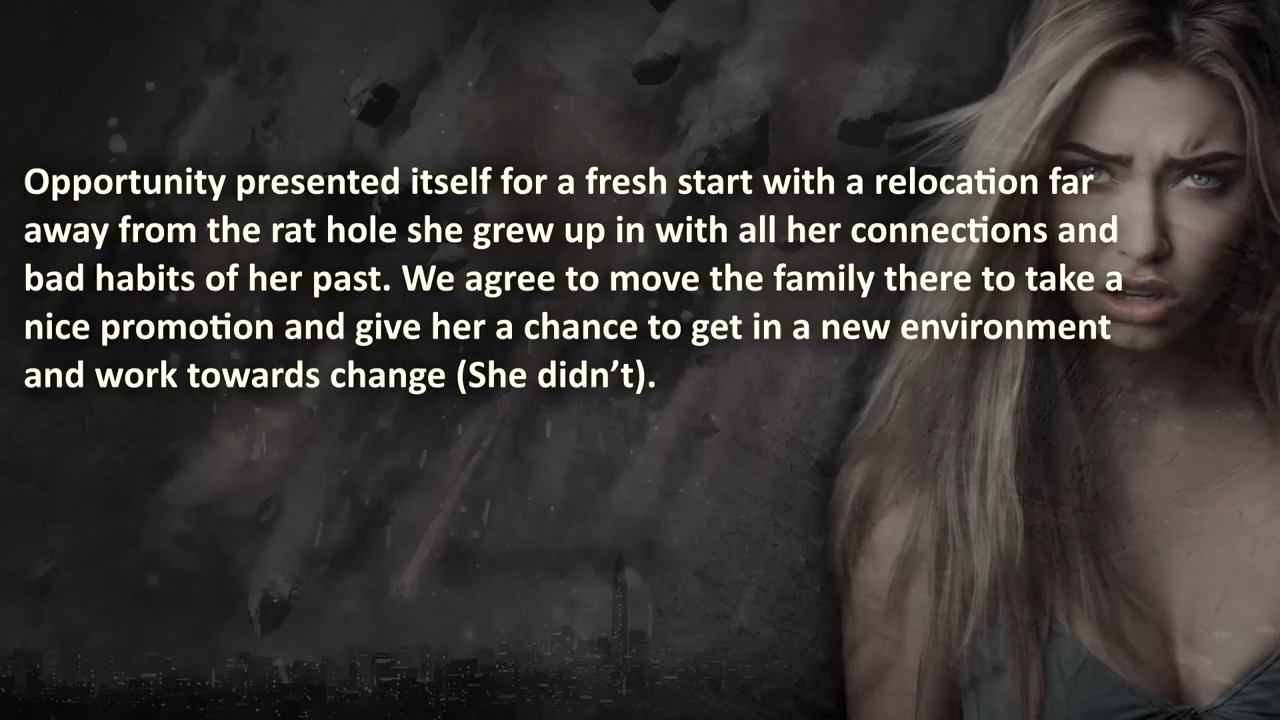 Opportunity presented itself for a fresh start with a relocation far
away from the rat hole she grew up in with all her connections and
bad habits of her past. We agree to move the family there to take a
nice promotion and give her a chance to get in a new environment
and work towards change (She didn’t).